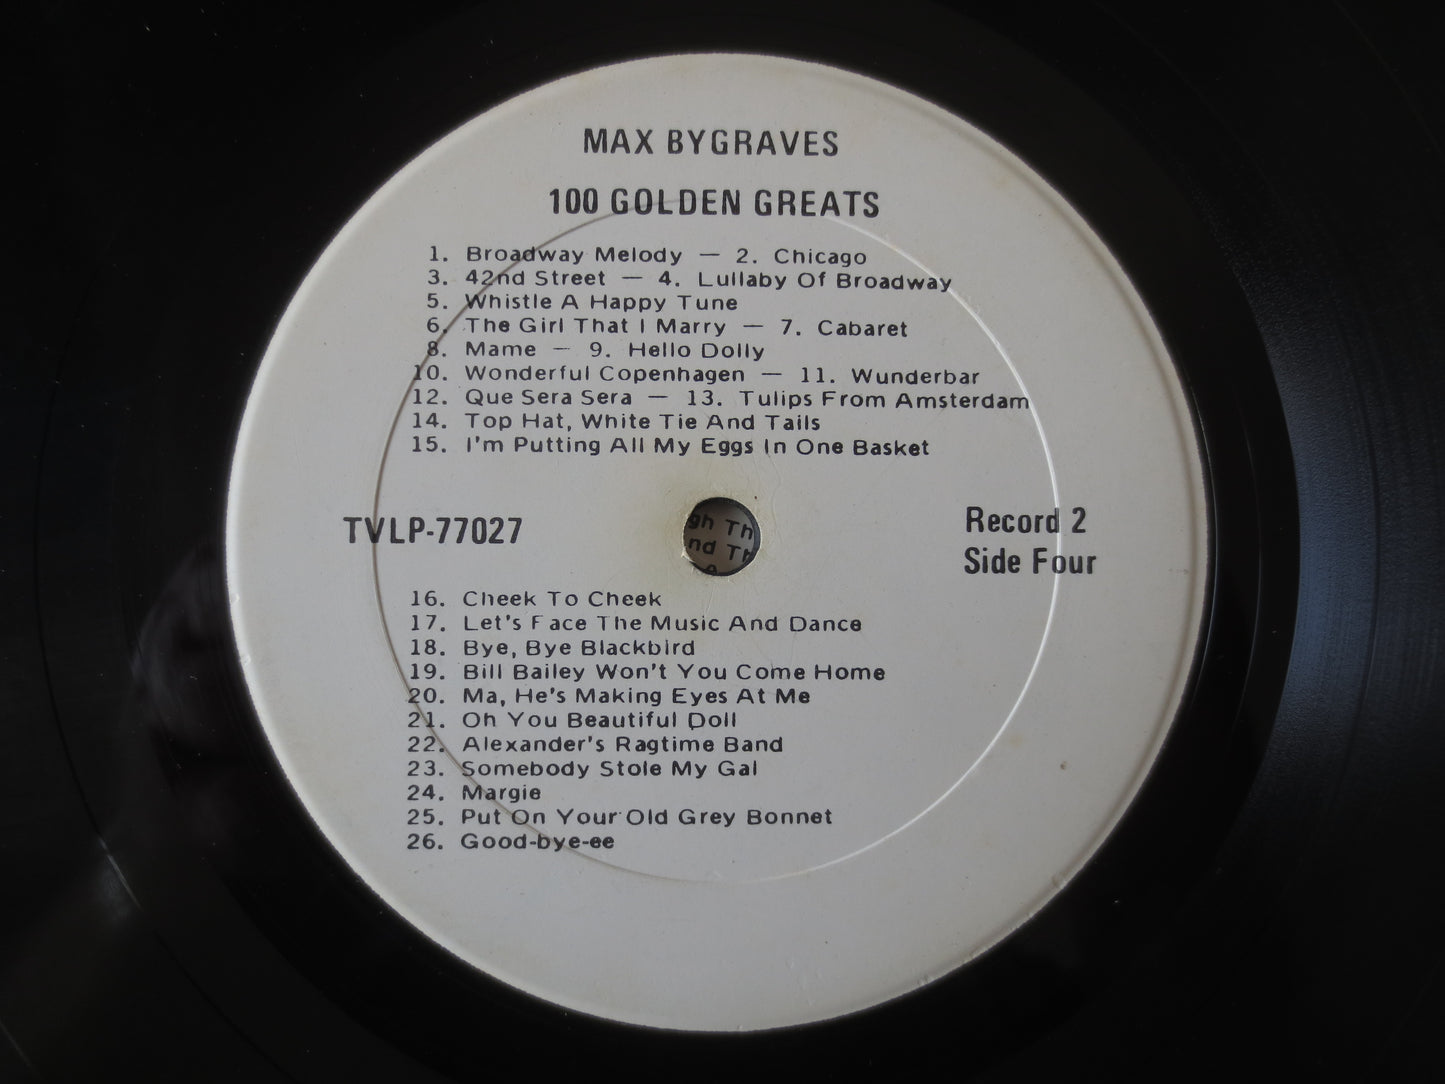 MAX BYGRAVES
100 GOLDEN GREATS
1. Broadway Melody — 2. Chicago
3. 42nd Street — 4. Lullaby Of Broadway
5. Whistle A Happy Tune
6. The Girl That I Marry — 7. Cabaret
8. Mame — 9. Hello Dolly
10. Wonderful Copenhagen — 11. Wunderbar
12. Que Sera Sera — 13. Tulips From Amsterdam
14. Top Hat, White Tie And Tails
15. I'm Putting All My Eggs In One Basket
TVLP-77027
Record 2
Side Four
gh Th
nd Th
16. Cheek To Cheek
17. Let's Face The Music And Dance
18. Bye, Bye Blackbird
19. Bill Bailey Won't You Come Home
20. Ma, He's Making Eyes At Me
21. Oh You Beautiful Doll
22. Alexander's Ragtime Band
23. Somebody Stole My Gal
24. Margie
25. Put On Your Old Grey Bonnet
26. Good-bye-ee